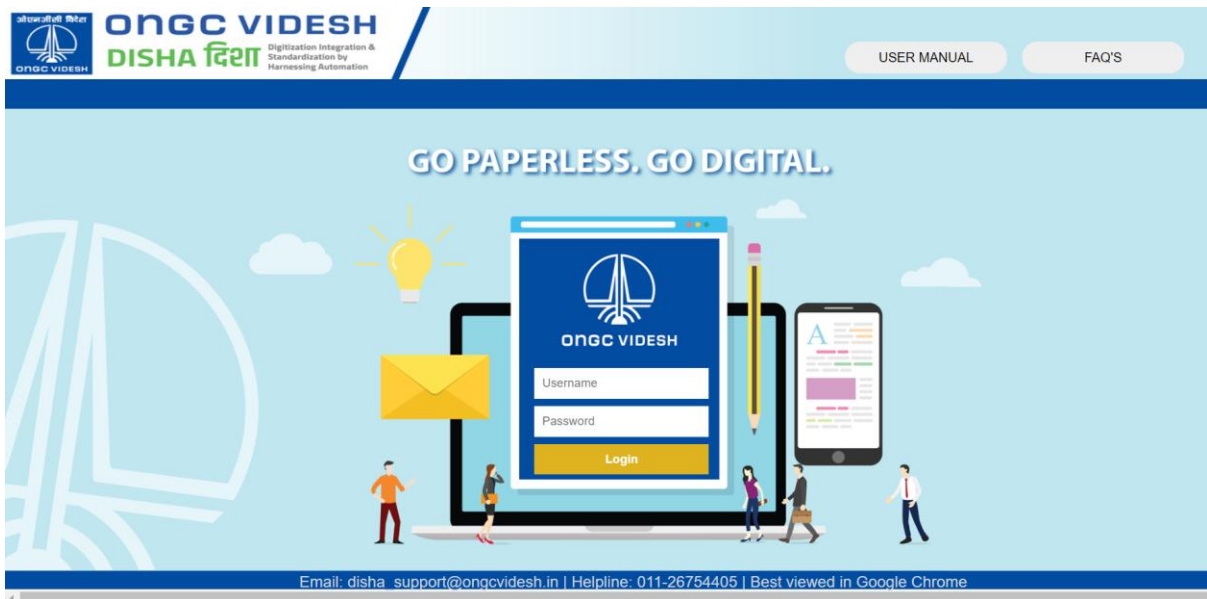 ओएनजीसी विदेश
ONGC VIDESH
ONGC VIDESH
DISHA दिशा
Digitization Integration &
Standardization by
Harnessing Automation
USER MANUAL
FAQ'S
GO PAPERLESS. GO DIGITAL.
ONGC VIDESH
Username
Password
Login
A
Email: disha_support@ongcvidesh.in | Helpline: 011-26754405 | Best viewed in Google Chrome